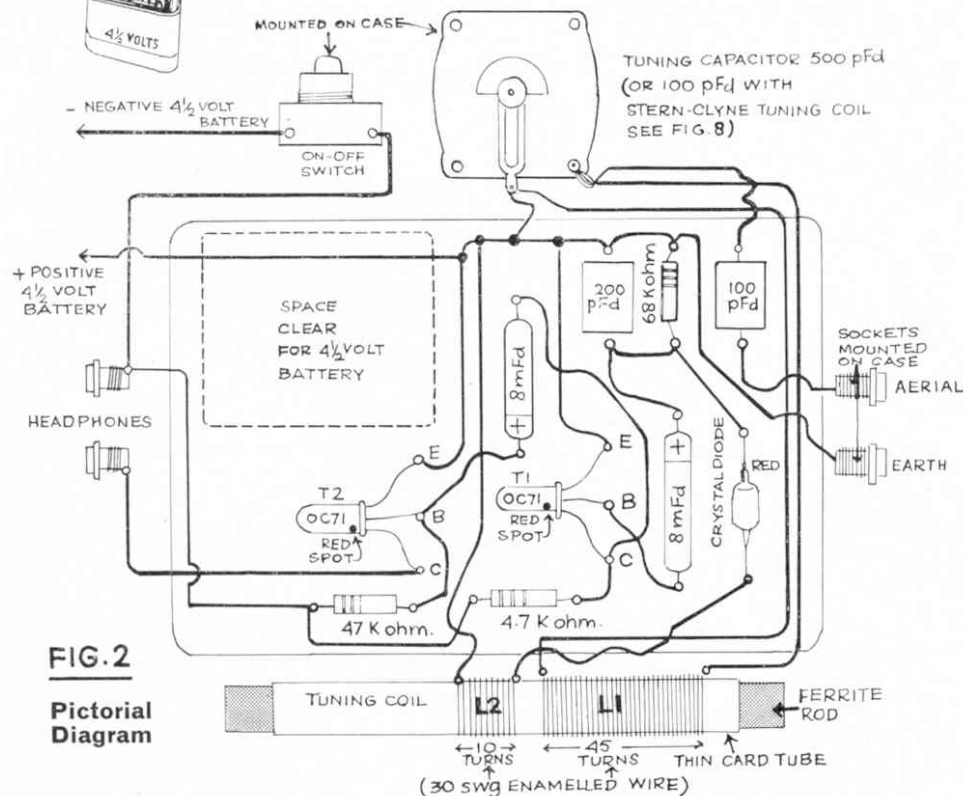 4½ VOLTS
MOUNTED ON CASE
- NEGATIVE 4½ VOLT
BATTERY
ON-OFF
SWITCH
TUNING CAPACITOR 500 pFd
(OR 100 pFd WITH
STERN-CLYNE TUNING COIL
SEE FIG. 8)
+ POSITIVE
4½ VOLT
BATTERY
SPACE
CLEAR
FOR 4½ VOLT
BATTERY
8 mFd
+
200
pFd
68K ohm
100
pFd
SOCKETS
MOUNTED
ON CASE
AERIAL
EARTH
HEADPHONES
T2
OC71
RED
SPOT
E
B
C
T1
OC71
RED
SPOT
E
B
C
+
8 mFd
CRYSTAL DIODE
RED
47 K ohm.
4.7 K ohm.
FIG.2
Pictorial
Diagram
TUNING COIL
L2
L1
FERRITE
ROD
10
TURNS
45
TURNS
THIN CARD TUBE
(30 swg ENAMELLED WIRE)